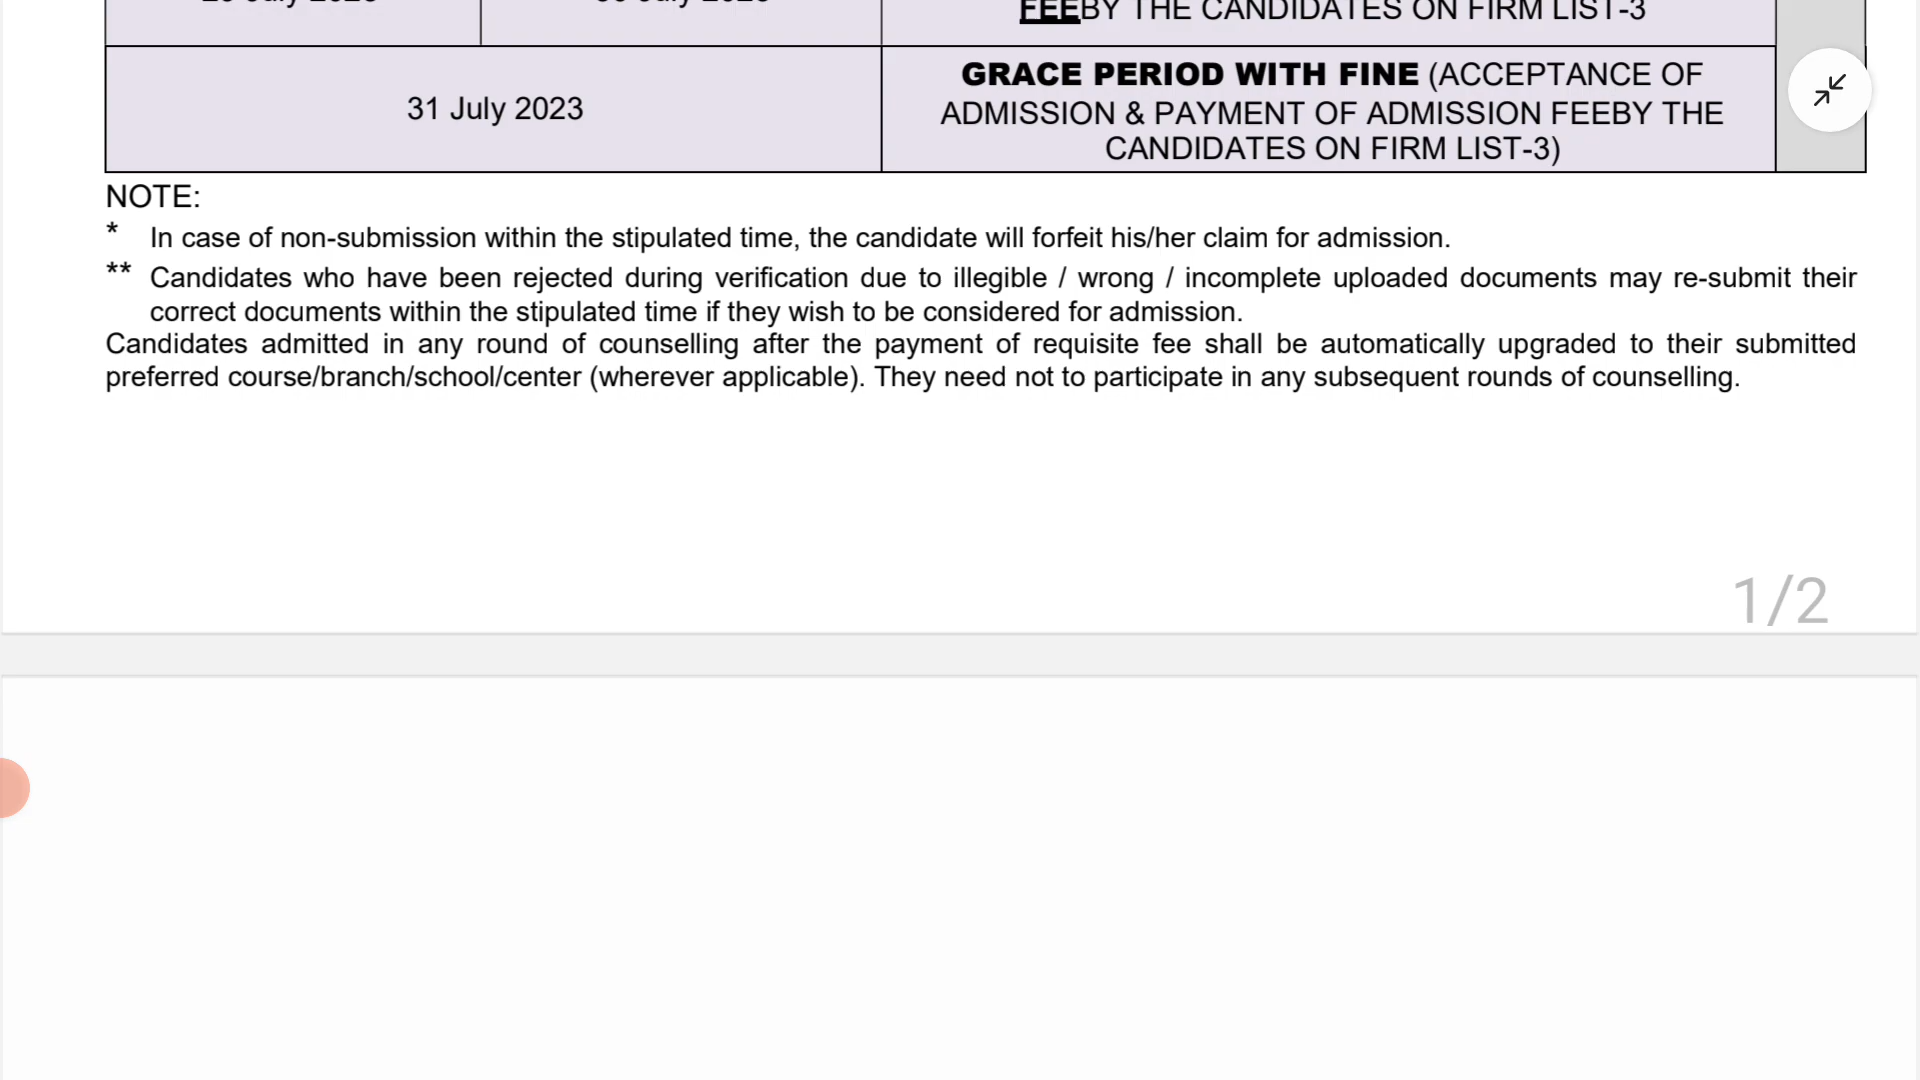 July 2023 July 2023 FEEBY THE CANDIDATES ON FIRM LIST-3
GRACE PERIOD WITH FINE (ACCEPTANCE OF
31 July 2023 ADMISSION & PAYMENT OF ADMISSION FEEBY THE
CANDIDATES ON FIRM LIST-3)
NOTE:
* In case of non-submission within the stipulated time, the candidate will forfeit his/her claim for admission.
** Candidates who have been rejected during verification due to illegible / wrong / incomplete uploaded documents may re-submit their
correct documents within the stipulated time if they wish to be considered for admission.
Candidates admitted in any round of counselling after the payment of requisite fee shall be automatically upgraded to their submitted
preferred course/branch/school/center (wherever applicable). They need not to participate in any subsequent rounds of counselling.
1/2